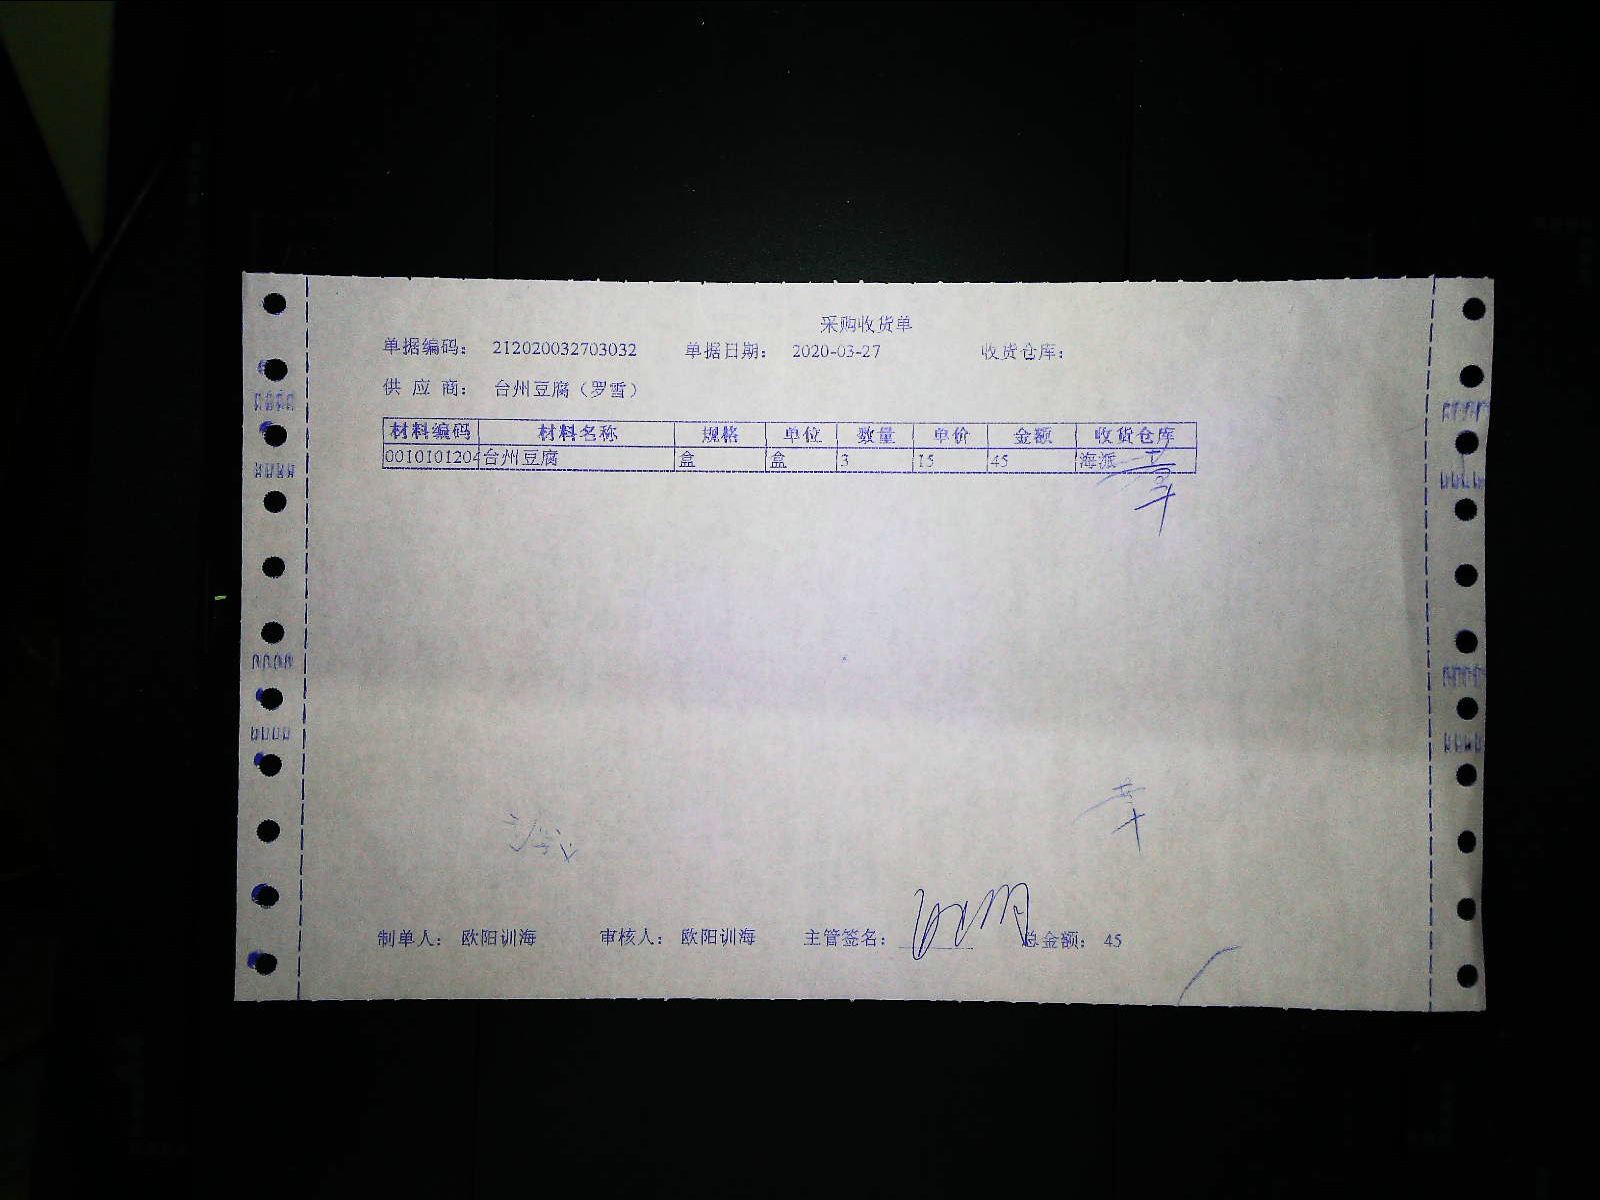 采购收货单
单据编码： 212020032703032 单据日期： 2020-03-27 收货仓库：
供 应 商： 台州豆腐（罗雪）
材料编码 材料名称 规格 单位 数量 单价 金额 收货仓库
0010101204 台州豆腐 盒 盒 3 15 45 海派
制单人： 欧阳训海 审核人： 欧阳训海 主管签名： 总金额： 45